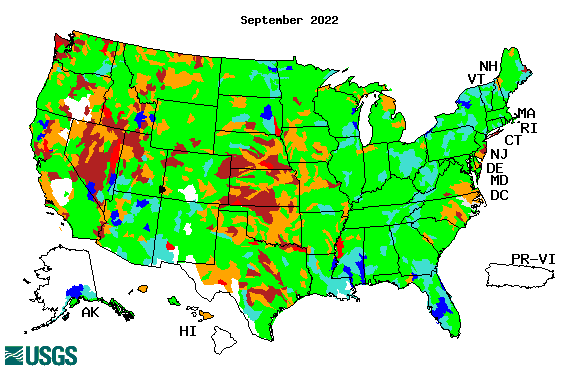 September 2022
NH
VT
MA
RI
CT
NJ
DE
MD
DC
PR-VI
AK
HI
USGS